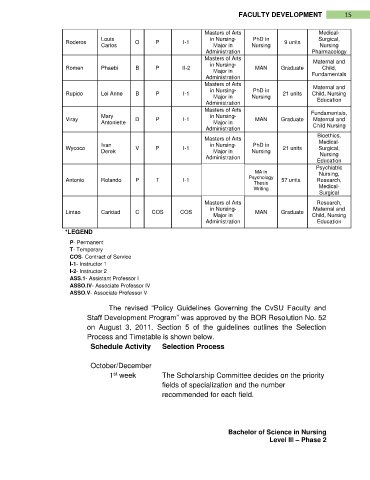 FACULTY DEVELOPMENT 15
Roderos Louis Carlos O P I-1 Masters of Arts in Nursing- Major in Administration PhD in Nursing 9 units Medical- Surgical, Nursing Pharmacology
Romen Phaebi B P II-2 Masters of Arts in Nursing- Major in Administration MAN Graduate Maternal and Child, Fundamentals
Rupido Lei Anne B P I-1 Masters of Arts in Nursing- Major in Administration PhD in Nursing 21 units Maternal and Child, Nursing Education
Viray Mary Antoniette D P I-1 Masters of Arts in Nursing- Major in Administration MAN Graduate Fundamentals, Maternal and Child Nursing
Wycoco Ivan Derek V P I-1 Masters of Arts in Nursing- Major in Administration PhD in Nursing 21 units Bioethics, Medical- Surgical, Nursing Education
Antonio Rolando P T I-1 MA in Psychology Thesis Writing 57 units Psychiatric Nursing, Research, Medical- Surgical
Lintao Caridad C COS COS Masters of Arts in Nursing- Major in Administration MAN Graduate Research, Maternal and Child, Nursing Education
*LEGEND
P- Permanent
T- Temporary
COS- Contract of Service
I-1- Instructor 1
I-2- Instructor 2
ASS.1- Assistant Professor I
ASSO.IV- Associate Professor IV
ASSO.V- Associate Professor V
The revised "Policy Guidelines Governing the CvSU Faculty and
Staff Development Program" was approved by the BOR Resolution No. 52
on August 3, 2011. Section 5 of the guidelines outlines the Selection
Process and Timetable is shown below.
Schedule Activity Selection Process
October/December
1st week The Scholarship Committee decides on the priority
fields of specialization and the number
recommended for each field.
Bachelor of Science in Nursing
Level III – Phase 2